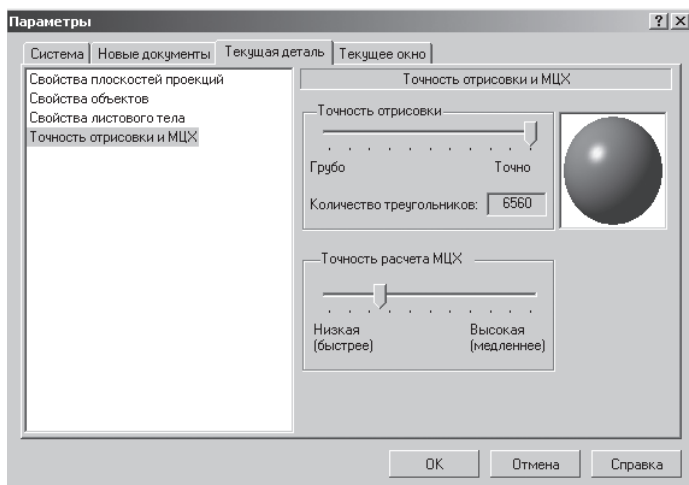 Параметры
Система Новые документы Текущая деталь Текущее окно
Свойства плоскостей проекций
Свойства объектов
Свойства листового тела
Точность отрисовки и МЦХ
Точность отрисовки и МЦХ
Точность отрисовки
Грубо Точно
Количество треугольников: 6560
Точность расчета МЦХ
Низкая Высокая
(быстрее) (медленнее)
OK Отмена Справка